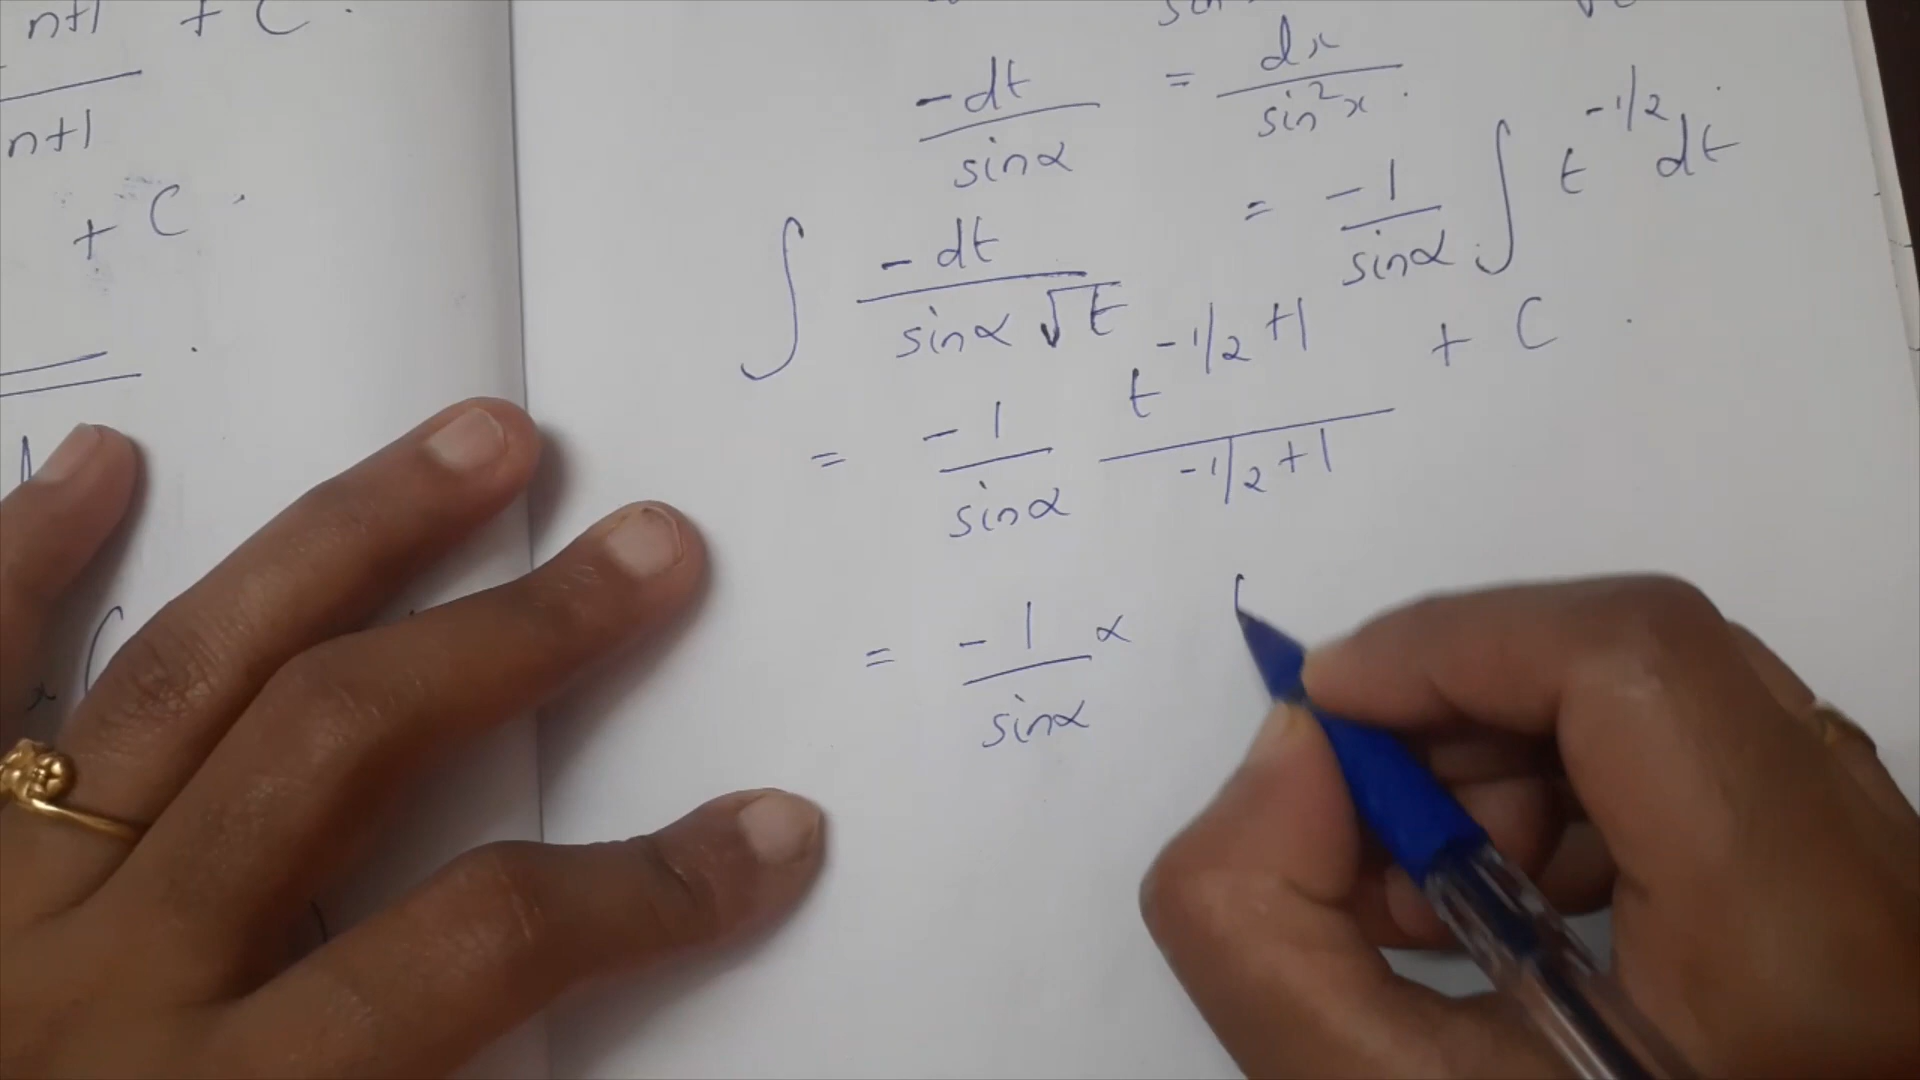 n+1 + C .
n+1
+ C .
-dt / sinα = dx / sin²x .
∫ -dt / sinα √t = -1 / sinα ∫ t^-1/2 dt
= -1 / sinα t^-1/2 +1 / -1/2 +1 + C .
= -1 / sinα α